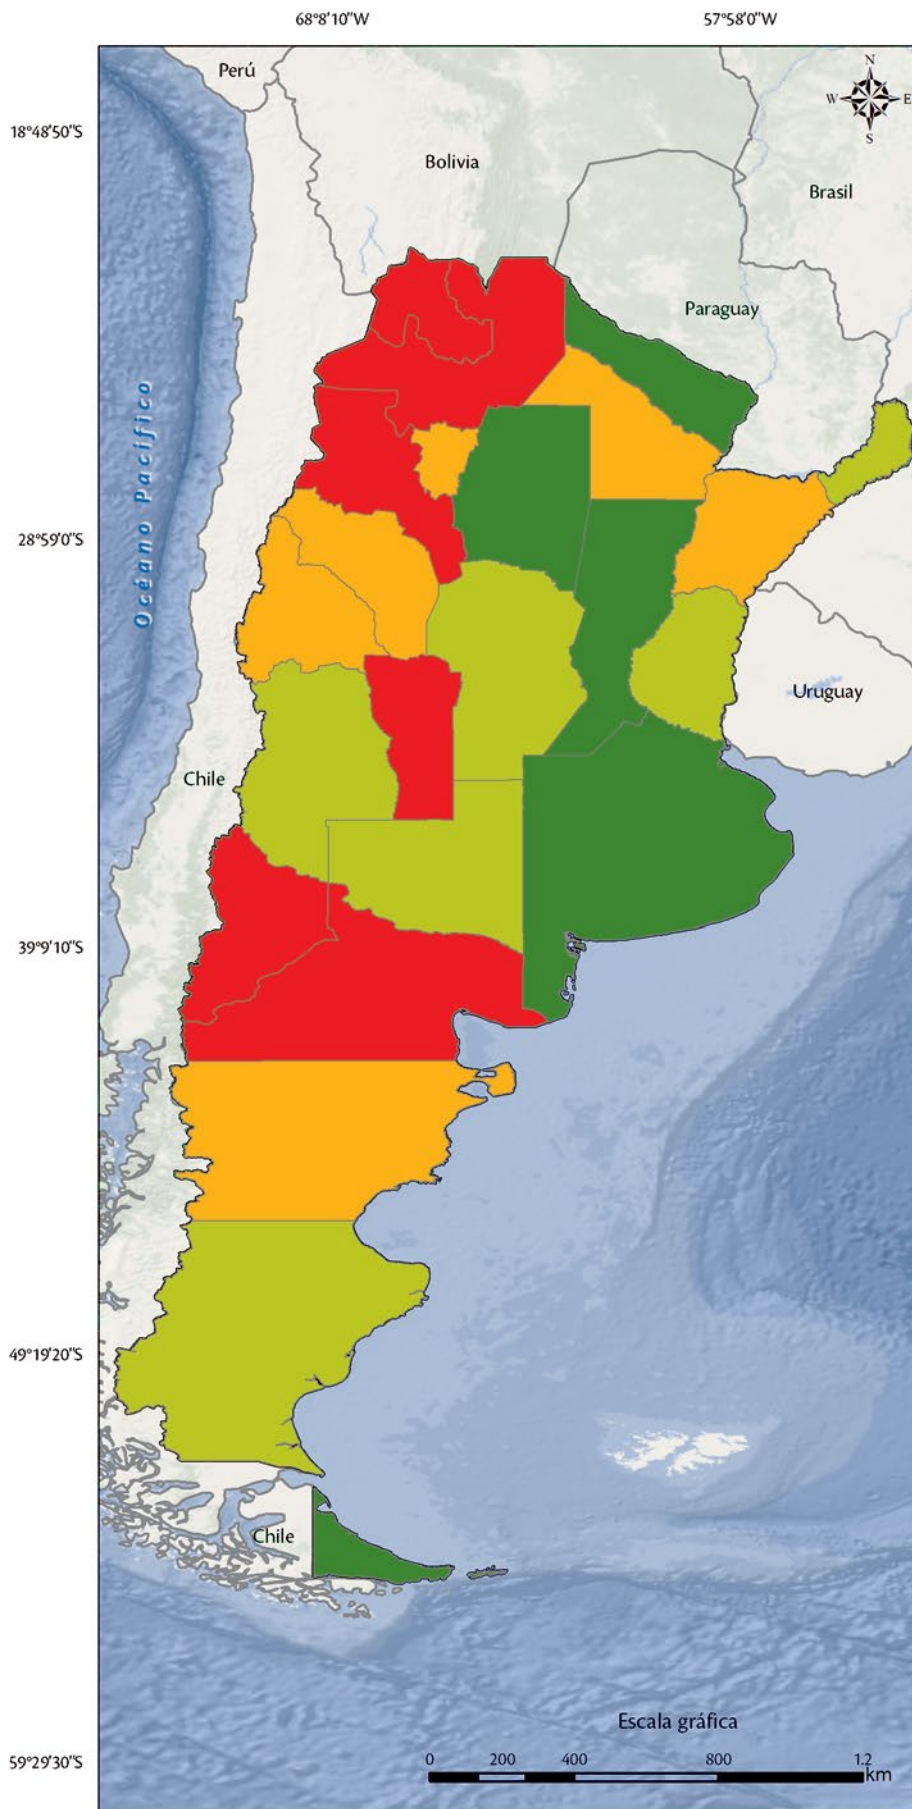 68°8'10"W
57°58'0"W
Perú
N
W
E
S
18°48'50"S
Bolivia
Brasil
Paraguay
Océano Pacífico
28°59'0"S
Uruguay
Chile
39°9'10"S
49°19'20"S
Chile
Escala gráfica
59°29'30"S
0 200 400 800 1.2
km